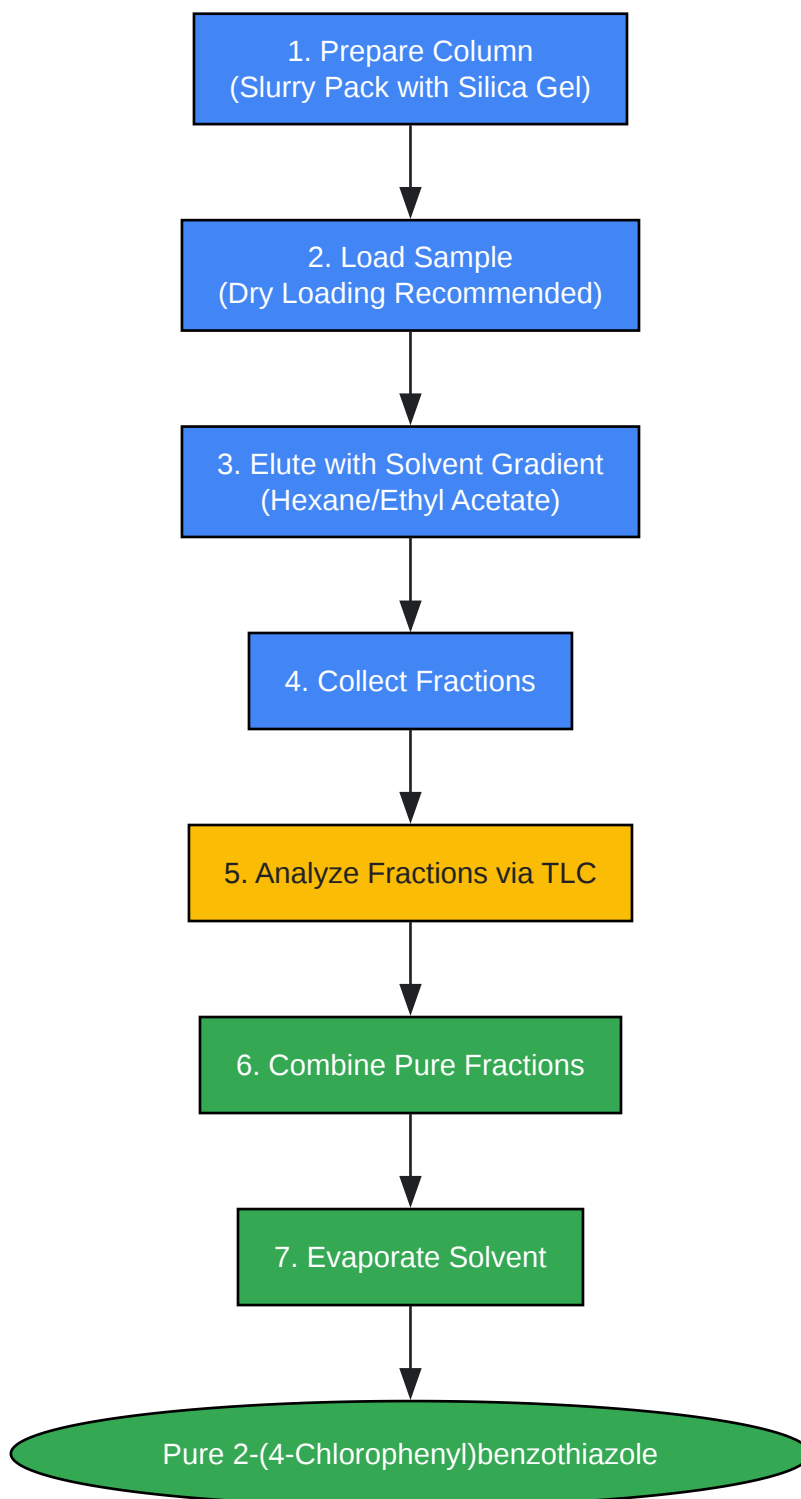 1. Prepare Column
(Slurry Pack with Silica Gel)
2. Load Sample
(Dry Loading Recommended)
3. Elute with Solvent Gradient
(Hexane/Ethyl Acetate)
4. Collect Fractions
5. Analyze Fractions via TLC
6. Combine Pure Fractions
7. Evaporate Solvent
Pure 2-(4-Chlorophenyl)benzothiazole